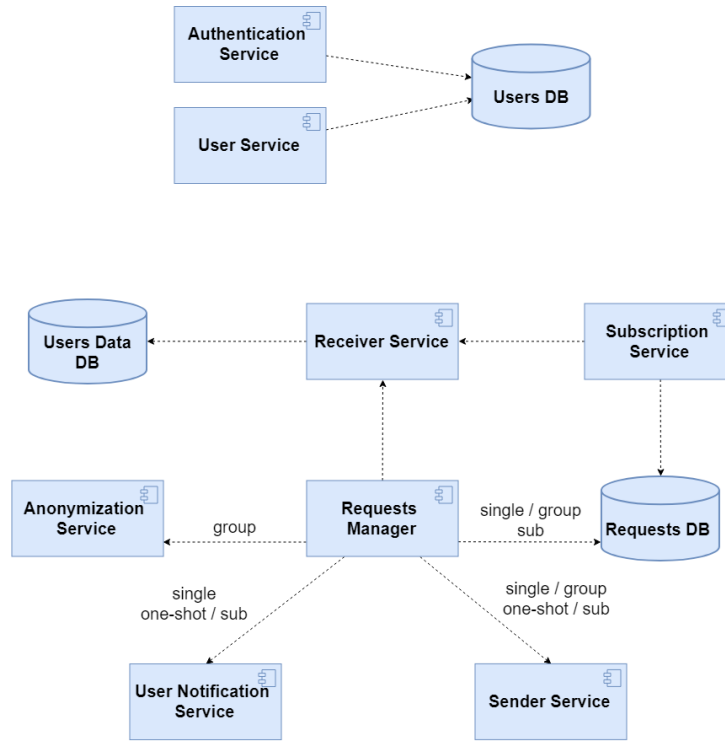 Authentication
Service
Users DB
User Service
Users Data
DB
Receiver Service
Subscription
Service
Anonymization
Service
group
Requests
Manager
single / group
sub
Requests DB
single
one-shot / sub
single / group
one-shot / sub
User Notification
Service
Sender Service